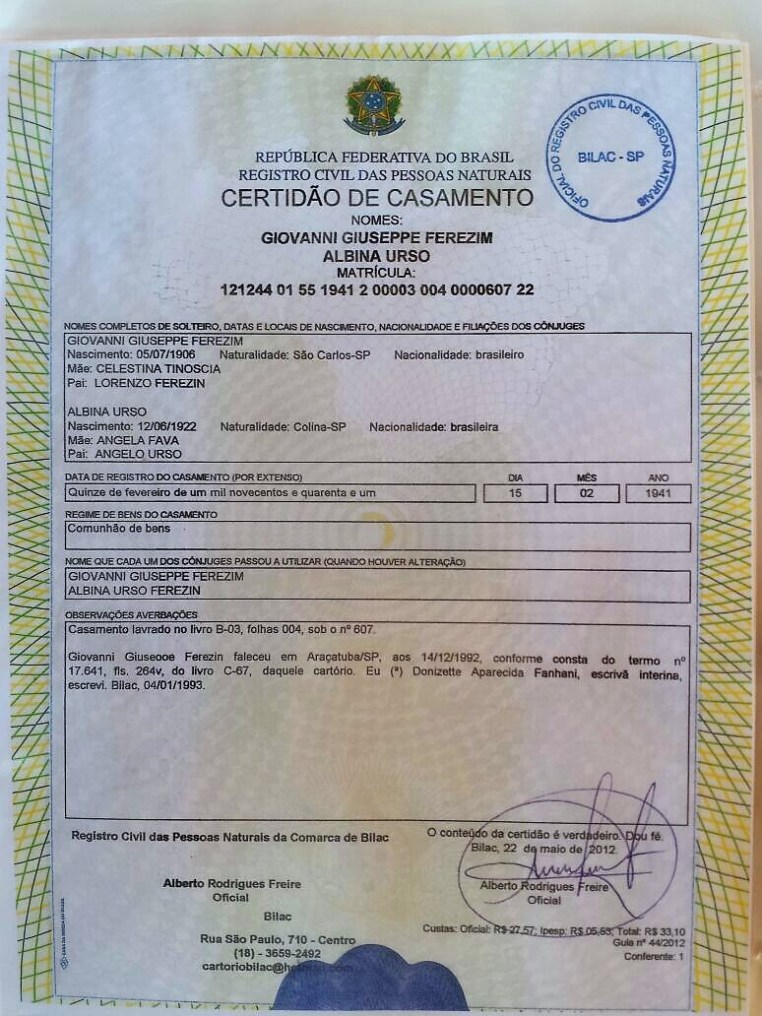 REPÚBLICA FEDERATIVA DO BRASIL
REGISTRO CIVIL DAS PESSOAS NATURAIS
CERTIDÃO DE CASAMENTO
OFICIAL DO REGISTRO CIVIL DAS PESSOAS NATURAIS
BILAC - SP
NOMES:
GIOVANNI GIUSEPPE FEREZIM
ALBINA URSO
MATRÍCULA:
121244 01 55 1941 2 00003 004 0000607 22
NOMES COMPLETOS DE SOLTEIRO, DATAS E LOCAIS DE NASCIMENTO, NACIONALIDADE E FILIAÇÕES DOS CÔNJUGES
GIOVANNI GIUSEPPE FEREZIM
Nascimento: 05/07/1906 Naturalidade: São Carlos-SP Nacionalidade: brasileiro
Mãe: CELESTINA TINOSCIA
Pai: LORENZO FEREZIN
ALBINA URSO
Nascimento: 12/06/1922 Naturalidade: Colina-SP Nacionalidade: brasileira
Mãe: ANGELA FAVA
Pai: ANGELO URSO
DATA DE REGISTRO DO CASAMENTO (POR EXTENSO) DIA MÊS ANO
Quinze de fevereiro de um mil novecentos e quarenta e um 15 02 1941
REGIME DE BENS DO CASAMENTO
Comunhão de bens
NOME QUE CADA UM DOS CÔNJUGES PASSOU A UTILIZAR (QUANDO HOUVER ALTERAÇÃO)
GIOVANNI GIUSEPPE FEREZIM
ALBINA URSO FEREZIN
OBSERVAÇÕES AVERBAÇÕES
Casamento lavrado no livro B-03, folhas 004, sob o nº 607.
Giovanni Giuseooe Ferezin faleceu em Araçatuba/SP, aos 14/12/1992, conforme consta do termo nº
17.641, fls. 264v, do livro C-67, daquele cartório. Eu (*) Donizette Aparecida Fanhani, escrivã interina,
escrevi. Bilac, 04/01/1993.
Registro Civil das Pessoas Naturais da Comarca de Bilac
Alberto Rodrigues Freire
Oficial
Bilac
Rua São Paulo, 710 - Centro
(18) - 3659-2492
O conteúdo da certidão é verdadeiro. Dou fé.
Bilac, 22 de maio de 2012.
Alberto Rodrigues Freire
Oficial
Custas: Oficial: R$ 27,57; Ipesp: R$ 05,53; Total: R$ 33,10
Guia nº 44/2012
Conferente: 1